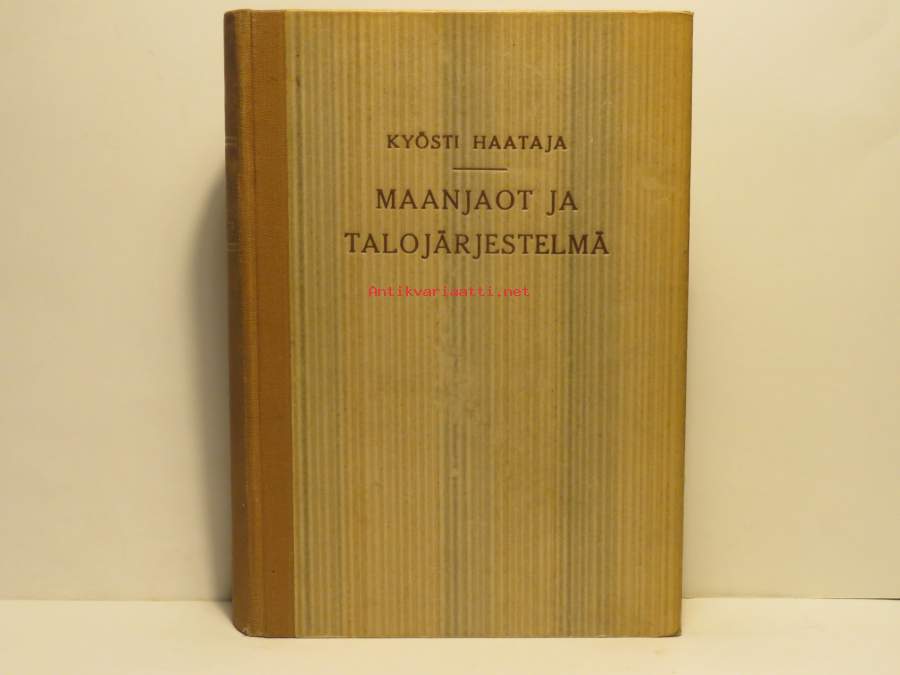 KYÖSTI HAATAJA
MAANJAOT JA
TALOJÄRJESTELMÄ
Antikvariaatti.net